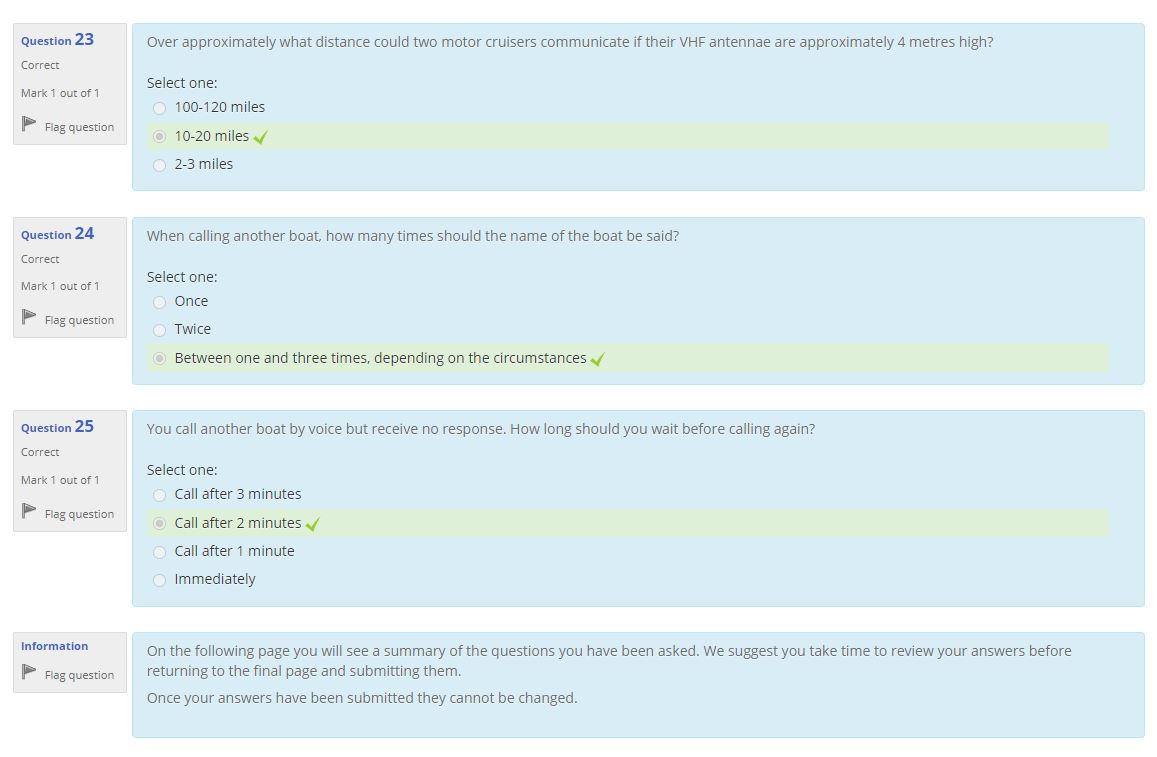 Question 23
Correct
Mark 1 out of 1
Flag question
Over approximately what distance could two motor cruisers communicate if their VHF antennae are approximately 4 metres high?
Select one:
100-120 miles
10-20 miles
2-3 miles
Question 24
Correct
Mark 1 out of 1
Flag question
When calling another boat, how many times should the name of the boat be said?
Select one:
Once
Twice
Between one and three times, depending on the circumstances
Question 25
Correct
Mark 1 out of 1
Flag question
You call another boat by voice but receive no response. How long should you wait before calling again?
Select one:
Call after 3 minutes
Call after 2 minutes
Call after 1 minute
Immediately
Information
Flag question
On the following page you will see a summary of the questions you have been asked. We suggest you take time to review your answers before
returning to the final page and submitting them.
Once your answers have been submitted they cannot be changed.